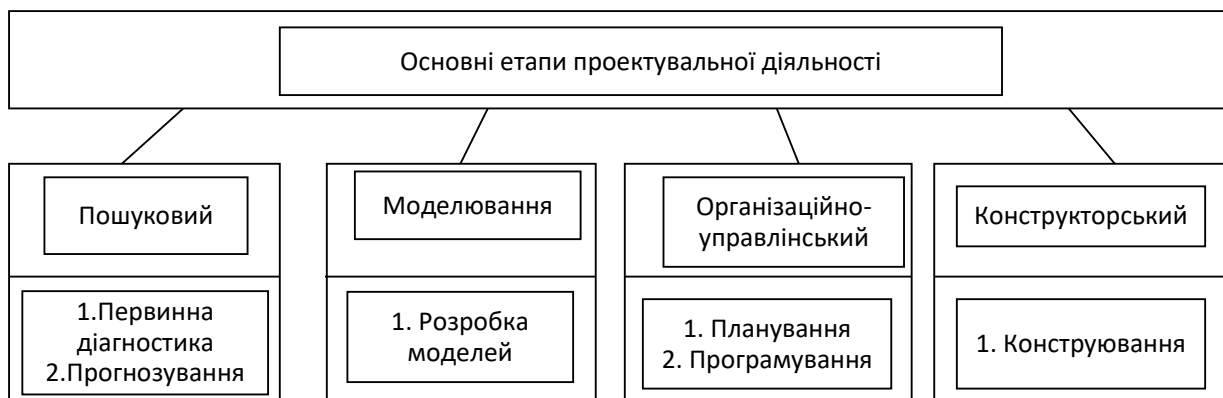 Основні етапи проектувальної діяльності
Пошуковий
1.Первинна
діагностика
2.Прогнозування
Моделювання
1. Розробка
моделей
Організаційно-
управлінський
1. Планування
2. Програмування
Конструкторський
1. Конструювання